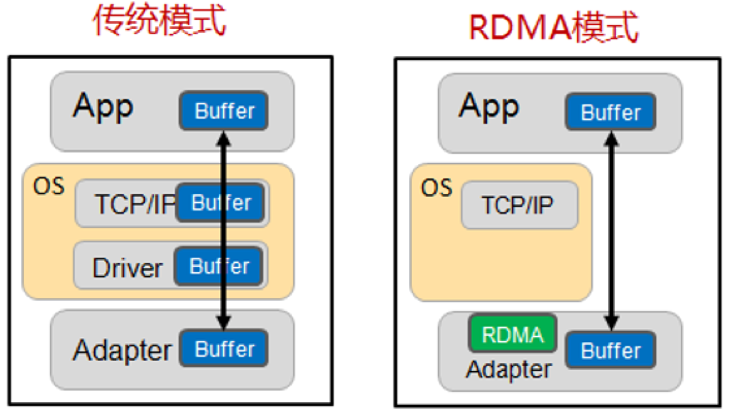 传统模式
App
Buffer
OS
TCP/IP
Buffer
Driver
Buffer
Adapter
Buffer
RDMA模式
App
Buffer
OS
TCP/IP
RDMA
Adapter
Buffer